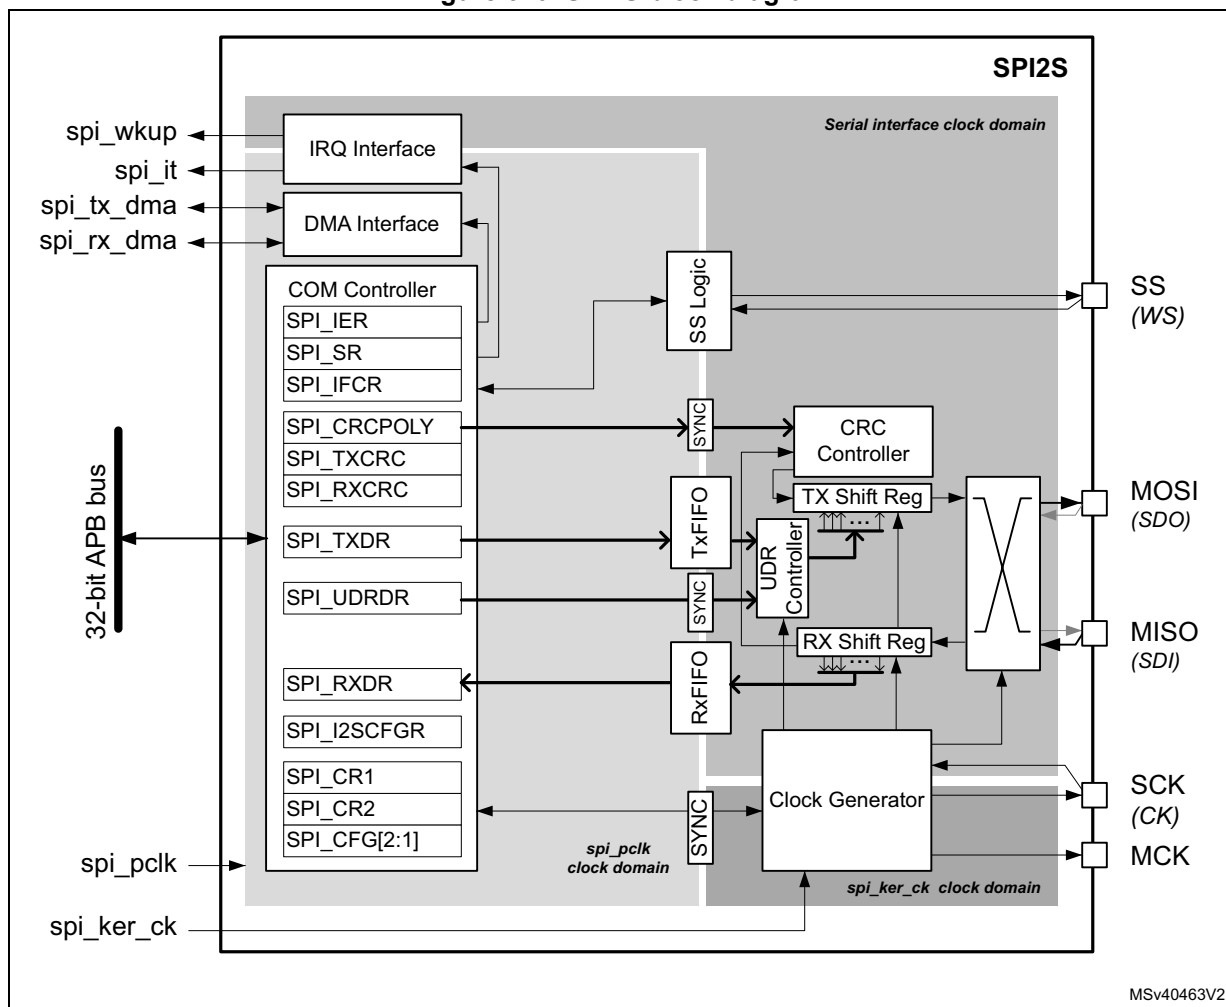 SPI2S
Serial interface clock domain
spi_wkup
spi_it
spi_tx_dma
spi_rx_dma
IRQ Interface
DMA Interface
COM Controller
SPI_IER
SPI_SR
SPI_IFCR
SPI_CRCPOLY
SPI_TXCRC
SPI_RXCRC
SPI_TXDR
SPI_UDRDR
SPI_RXDR
SPI_I2SCFGR
SPI_CR1
SPI_CR2
SPI_CFG[2:1]
32-bit APB bus
spi_pclk
spi_ker_ck
SS Logic
SYNC
TxFIFO
SYNC
RxFIFO
SYNC
spi_pclk
clock domain
CRC
Controller
TX Shift Reg
...
UDR
Controller
RX Shift Reg
...
Clock Generator
spi_ker_ck clock domain
SS
(WS)
MOSI
(SDO)
MISO
(SDI)
SCK
(CK)
MCK
MSv40463V2